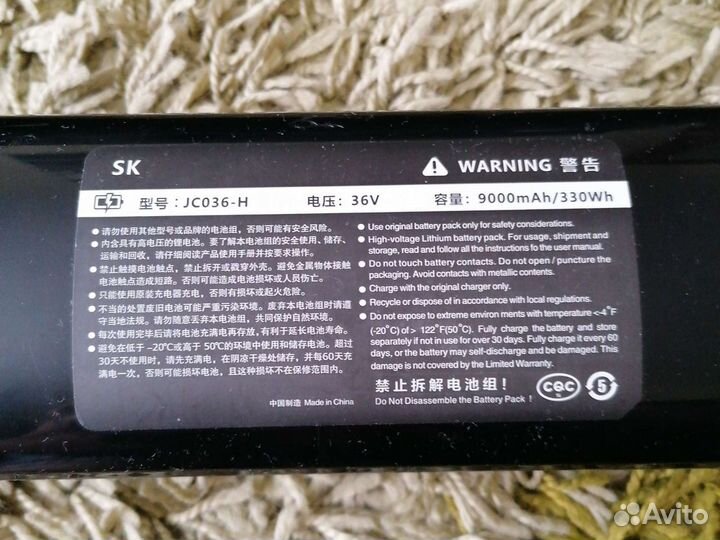 SK
WARNING 警告
型号：JC036-H 电压：36V 容量：9000mAh/330Wh
● 请勿使用其他型号或品牌的电池组，否则可能有安全风险。
● 内含具有高电压的锂电池。要了解本电池组的安全使用、储存、
运输和回收，请仔细阅读产品使用手册并按要求操作。
● 禁止触摸电池触点，禁止拆开或戳穿外壳。避免金属物体接触
电池触点造成短路。否则可能造成电池损坏或人员伤亡。
● 只能使用原装充电器充电，否则有损坏或起火危险。
● 不当的处置废旧电池可能严重污染环境。废弃本电池组时请遵
守当地法规。请勿随意丢弃本电池组，共同保护自然环境。
● 每次使用完毕后请将电池充满电再存放，有利于延长电池寿命。
● 避免在低于 -20℃或高于 50℃的环境中使用和储存电池。超过
30天不使用时，请先充满电，在阴凉干燥处储存，并每60天充
满电一次，否则可能损坏电池，且这种损坏不在保修范围内。
中国制造 Made in China
● Use original battery pack only for safety considerations.
● High-voltage Lithium battery pack. For usage, shipment and
storage, read and follow all the instructions fo the user manual.
● Do not touch battery contacts. Do not open / puncture the
packaging. Avoid contacts with metallic contents.
● Charge with the original charger only.
● Recycle or dispose of in accordance with local regulations.
● Do not expose to extreme environ ments with temperature <-4°F
(-20°C) of > 122°F(50°C). Fully charge the battery and store
separately if not in use for over 30 days. Fully charge it every 60
days, or the battery may self-discharge and be damaged. This
damage is not covered by the Limited Warranty.
禁止拆解电池组！
Do Not Disassemble the Battery Pack !
CQC
5
Avito